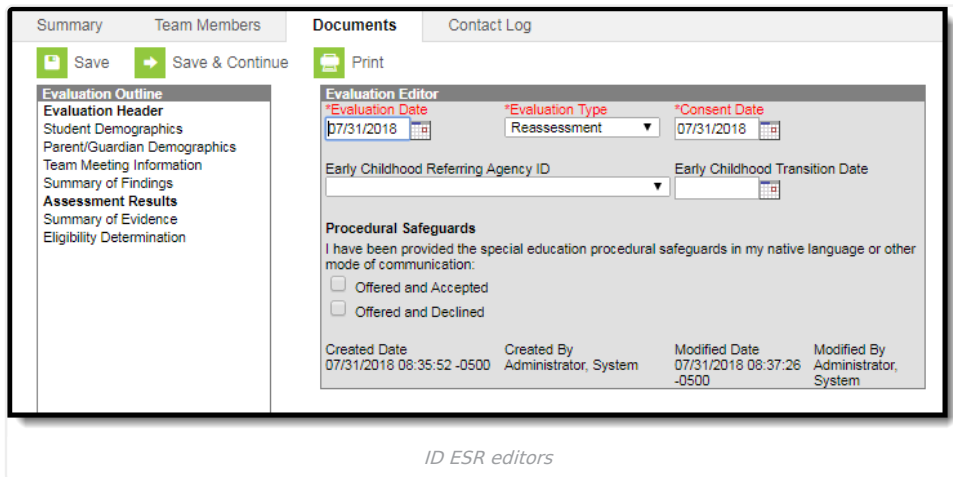 Summary Team Members Documents Contact Log
Save Save & Continue Print
Evaluation Outline
Evaluation Header
Student Demographics
Parent/Guardian Demographics
Team Meeting Information
Summary of Findings
Assessment Results
Summary of Evidence
Eligibility Determination
Evaluation Editor
*Evaluation Date *Evaluation Type *Consent Date
07/31/2018 Reassessment 07/31/2018
Early Childhood Referring Agency ID Early Childhood Transition Date
Procedural Safeguards
I have been provided the special education procedural safeguards in my native language or other
mode of communication:
Offered and Accepted
Offered and Declined
Created Date Created By Modified Date Modified By
07/31/2018 08:35:52 -0500 Administrator, System 07/31/2018 08:37:26 Administrator,
-0500 System
ID ESR editors